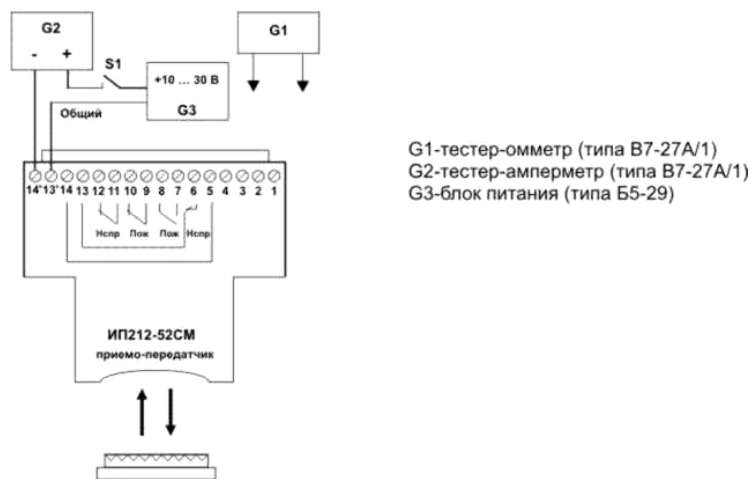 G2
- +
S1
G1
+10 ... 30 В
G3
Общий
G1-тестер-омметр (типа В7-27А/1)
G2-тестер-амперметр (типа В7-27А/1)
G3-блок питания (типа Б5-29)
14' 13' 14 13 12 11 10 9 8 7 6 5 4 3 2 1
Нспр Пож Пож Нспр
ИП212-52СМ
приемо-передатчик